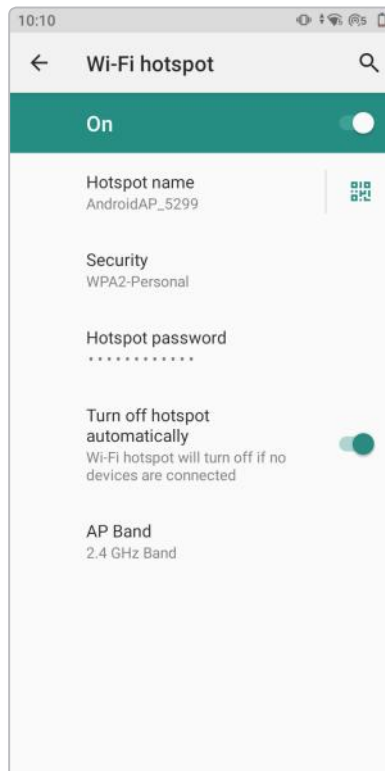 10:10
Wi-Fi hotspot
On
Hotspot name
AndroidAP_5299
Security
WPA2-Personal
Hotspot password
············
Turn off hotspot
automatically
Wi-Fi hotspot will turn off if no
devices are connected
AP Band
2.4 GHz Band